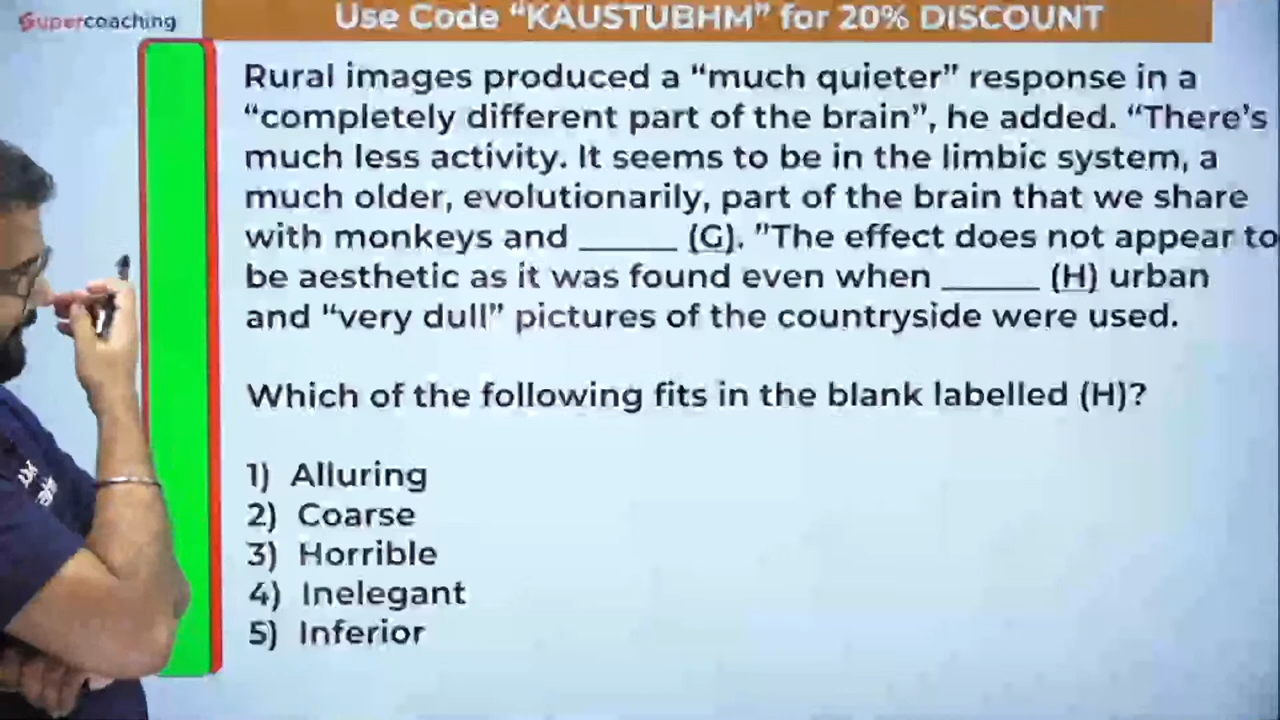 Supercoaching
Use Code “KAUSTUBHM” for 20% DISCOUNT
Rural images produced a “much quieter” response in a
“completely different part of the brain”, he added. “There’s
much less activity. It seems to be in the limbic system, a
much older, evolutionarily, part of the brain that we share
with monkeys and ______ (G). "The effect does not appear to
be aesthetic as it was found even when ______ (H) urban
and “very dull” pictures of the countryside were used.
Which of the following fits in the blank labelled (H)?
1) Alluring
2) Coarse
3) Horrible
4) Inelegant
5) Inferior